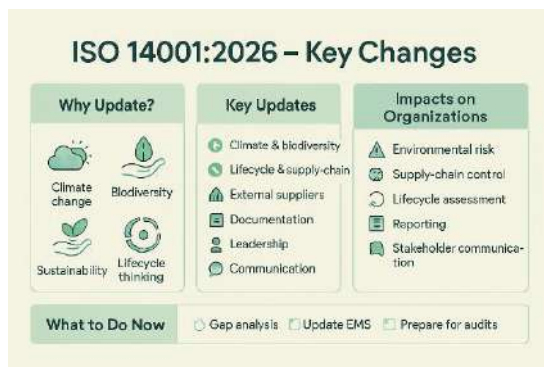 ISO 14001:2026 – Key Changes
Why Update?
Climate
change
Biodiversity
Sustainability
Lifecycle
thinking
Key Updates
Climate & biodiversity
Lifecycle & supply-chain
External suppliers
Documentation
Leadership
Communication
Impacts on
Organizations
Environmental risk
Supply-chain control
Lifecycle assessment
Reporting
Stakeholder communica-
tion
What to Do Now
Gap analysis
Update EMS
Prepare for audits